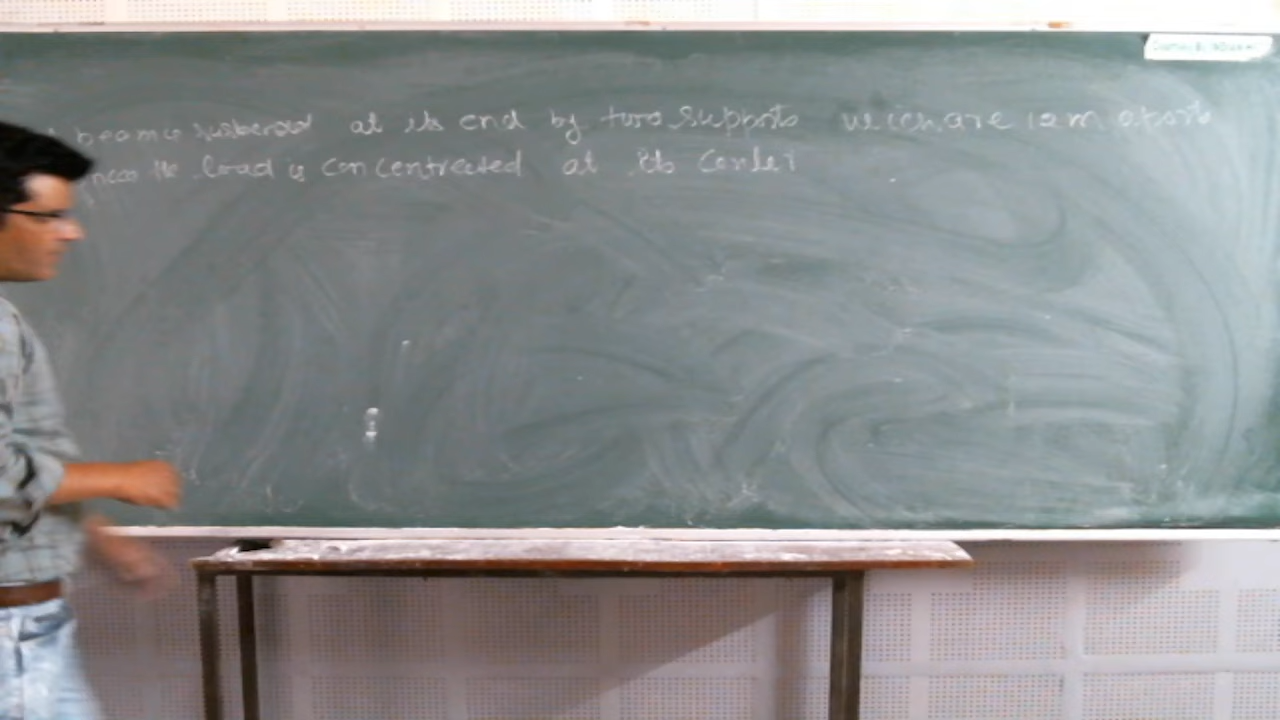 beam is suspended at its end by two supports which are 12 m apart
the load is concentrated at its center